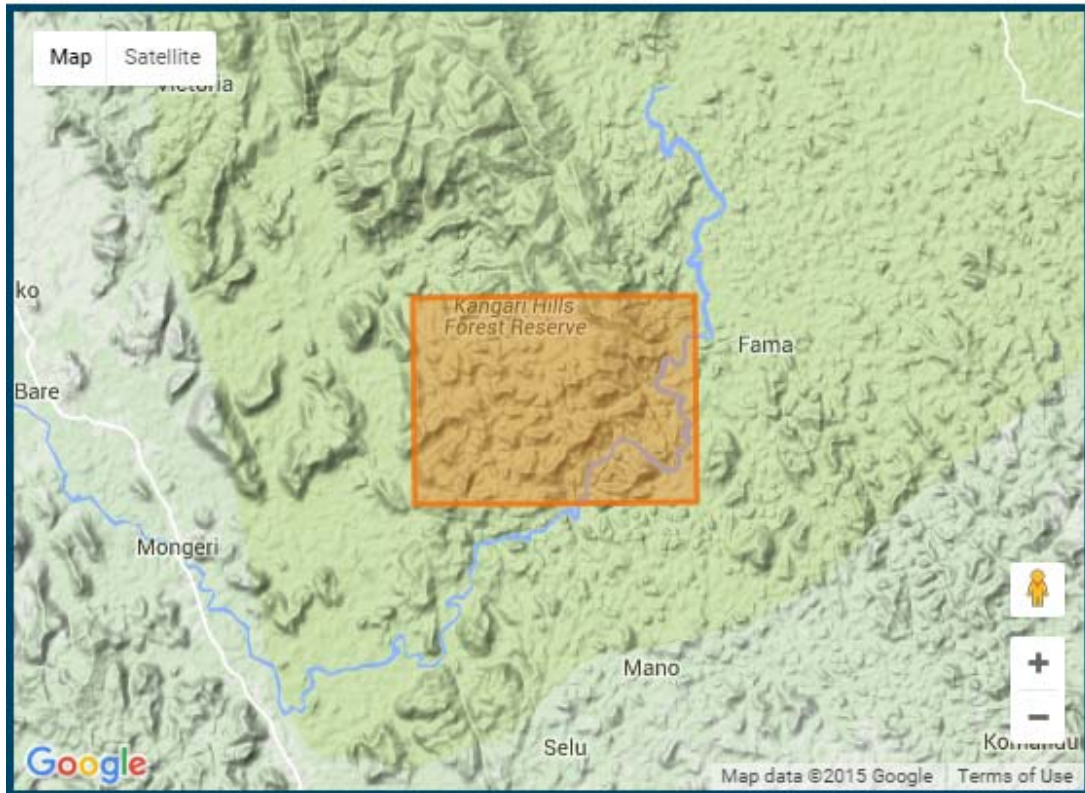 Map Satellite
Victoria
ko
Kangari Hills
Forest Reserve
Fama
Bare
Mongeri
Mano
Selu
Google
Map data ©2015 Google Terms of Use